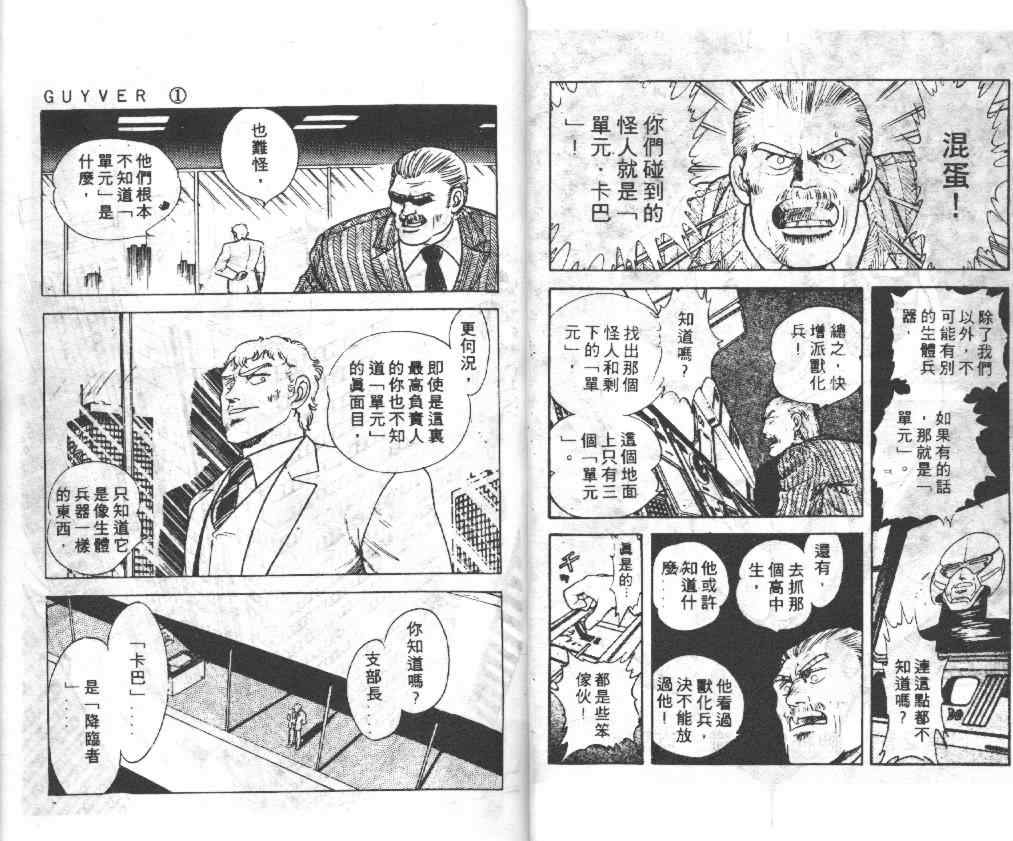 混蛋！
你們碰到的
怪人就是「
單元．卡巴
」！
除了我們
以外，不
可能有別
的生體兵
器．
如果有的話
，那就是「
單元」。
連這點都不
知道嗎？
總之，快
增派獸化
兵！
知道嗎？
找出那個
怪人和剩
下的「單
元」，
這個地面
上只有三
個「單元
」。
還有，
去抓那
個高中
生，
他或許
知道什
麼……
他看過
獸化兵，
決不能放
過他！
眞是的…
都是些笨
傢伙！
GUYVER ①
也難怪，
他們根本
不知道「
單元」是
什麼，
更何況，
即使是這裏
最高負責人
的你也不知
道「單元」
的眞面目，
只知道它
是像生體
兵器一樣
的東西，
你知道嗎？
支部長……
「卡巴」
……
是「降臨者
」……